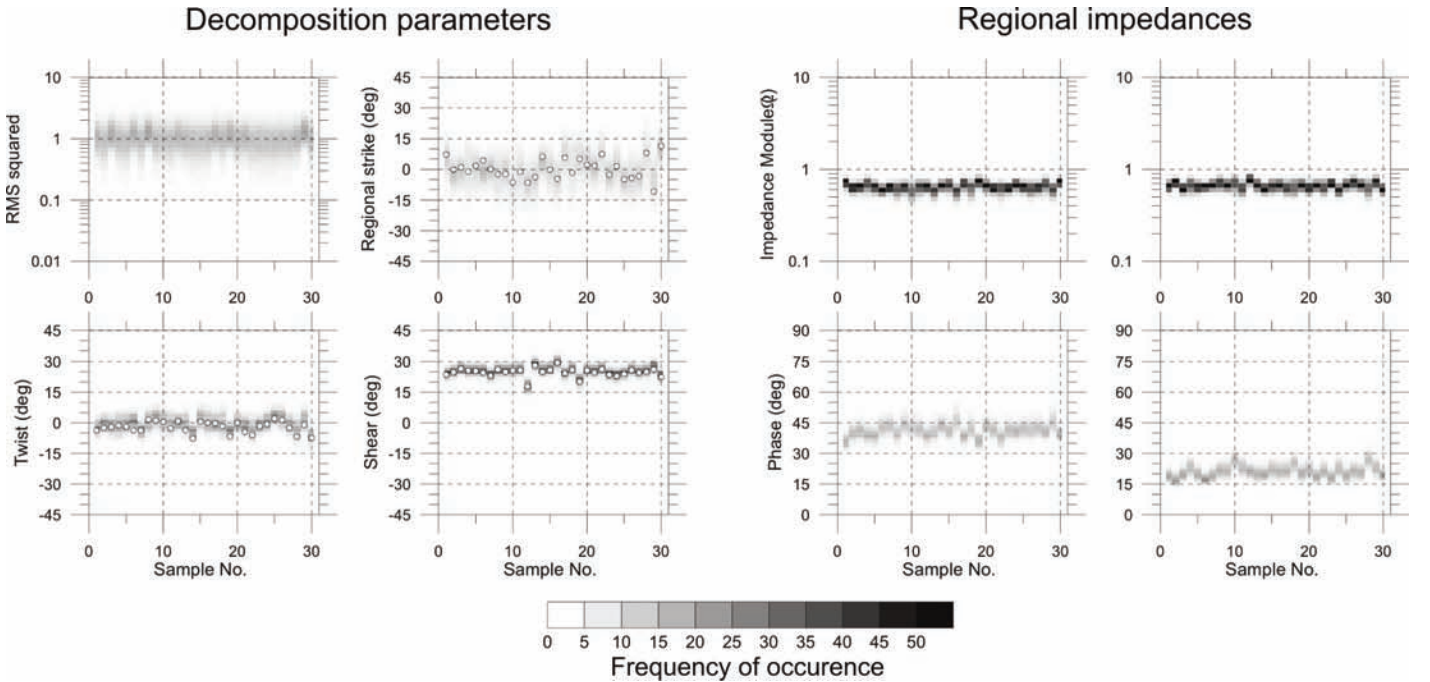 Decomposition parameters
Regional impedances
RMS squared
10
1
0.1
0.01
0 10 20 30
Regional strike (deg)
45
30
15
0
-15
-30
-45
0 10 20 30
Impedance Module
10
1
0.1
0 10 20 30
10
1
0.1
0 10 20 30
Twist (deg)
45
30
15
0
-15
-30
-45
0 10 20 30
Sample No.
Shear (deg)
45
30
15
0
-15
-30
-45
0 10 20 30
Sample No.
Phase (deg)
90
75
60
45
30
15
0
0 10 20 30
Sample No.
90
75
60
45
30
15
0
0 10 20 30
Sample No.
0 5 10 15 20 25 30 35 40 45 50
Frequency of occurence